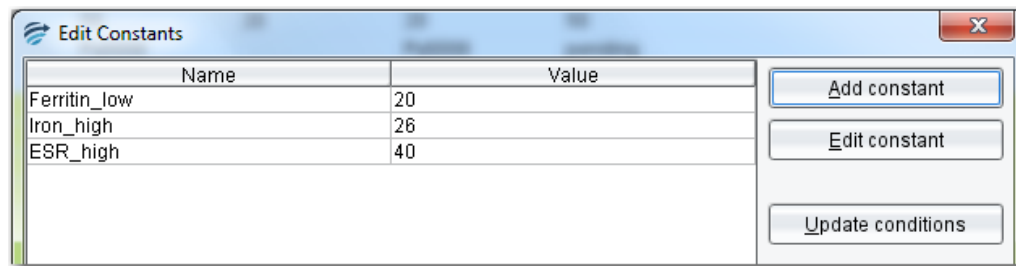 Edit Constants
Name Value
Ferritin_low 20
Iron_high 26
ESR_high 40
Add constant
Edit constant
Update conditions